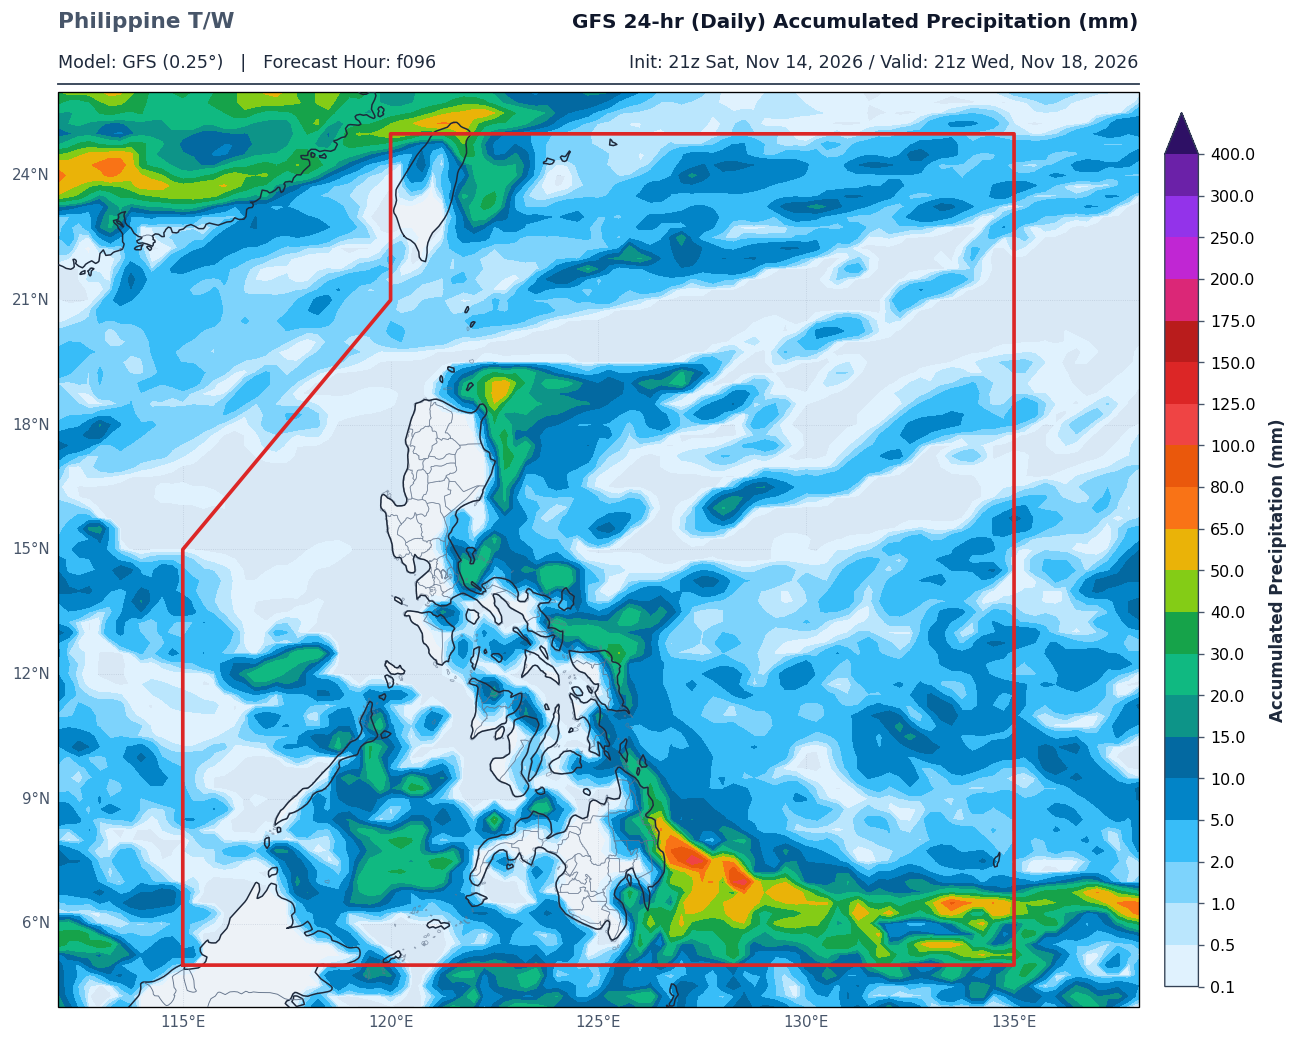 Philippine T/W
GFS 24-hr (Daily) Accumulated Precipitation (mm)
Model: GFS (0.25°)   |   Forecast Hour: f096
Init: 21z Sat, Nov 14, 2026 / Valid: 21z Wed, Nov 18, 2026
24°N
21°N
18°N
15°N
12°N
9°N
6°N
115°E
120°E
125°E
130°E
135°E
400.0
300.0
250.0
200.0
175.0
150.0
125.0
100.0
80.0
65.0
50.0
40.0
30.0
20.0
15.0
10.0
5.0
2.0
1.0
0.5
0.1
Accumulated Precipitation (mm)